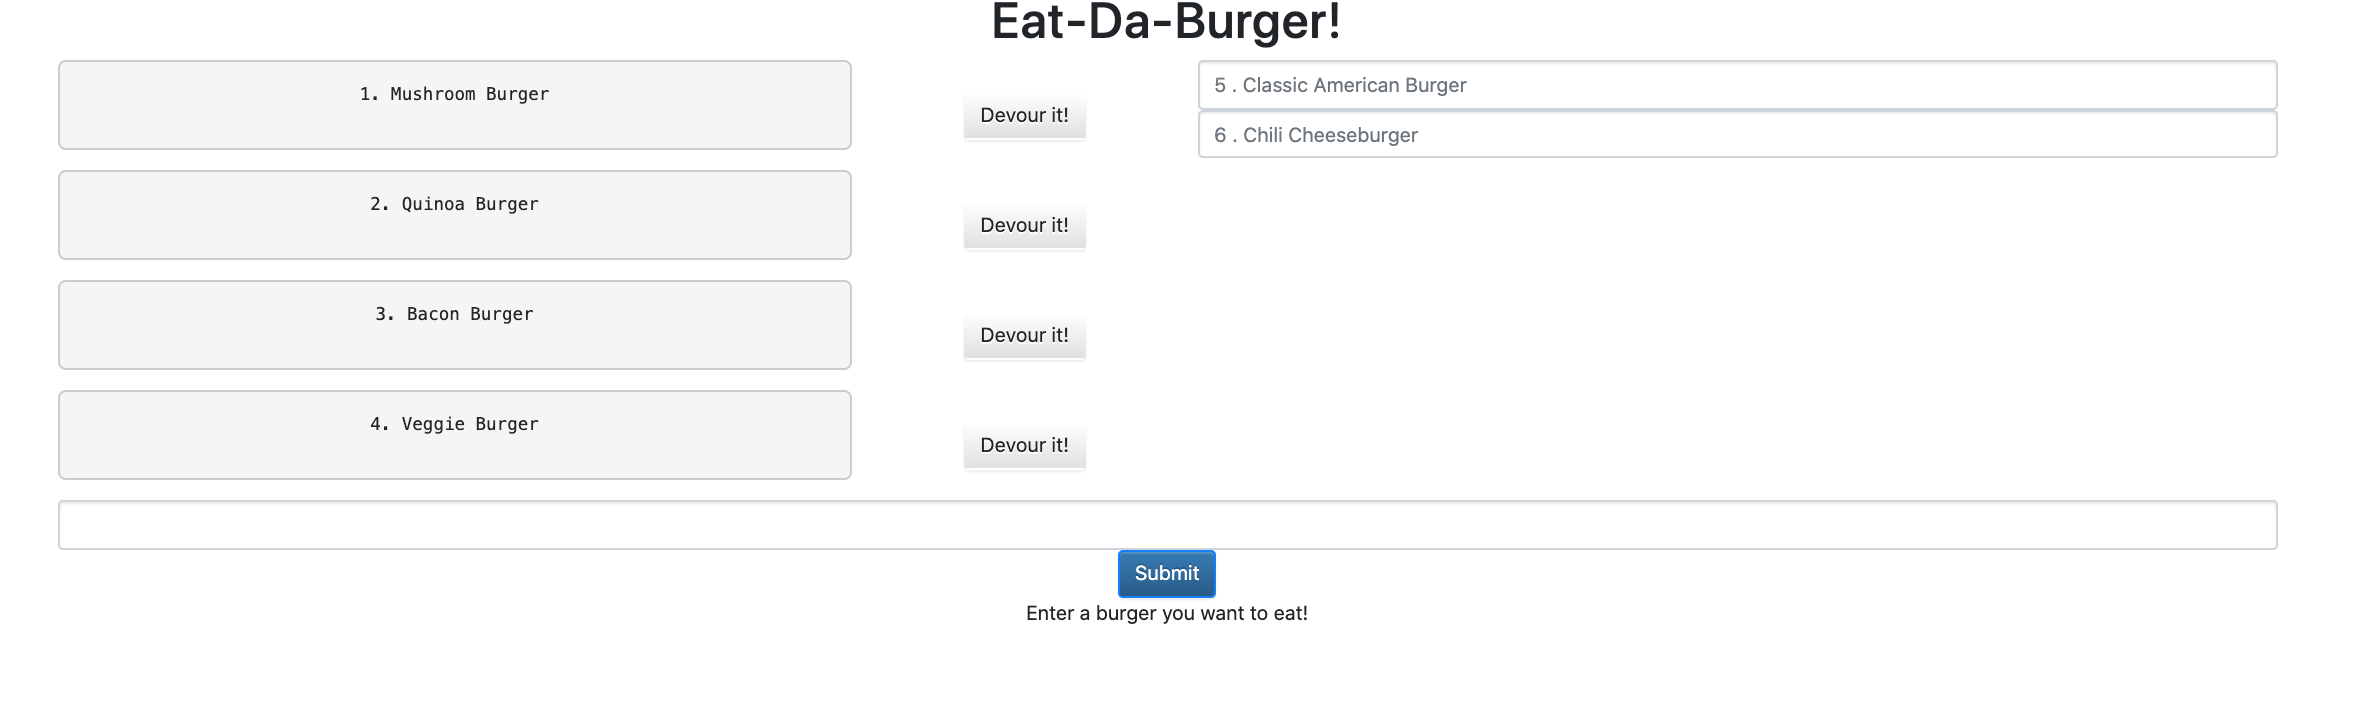 Eat-Da-Burger!
1. Mushroom Burger
Devour it!
5 . Classic American Burger
6 . Chili Cheeseburger
2. Quinoa Burger
Devour it!
3. Bacon Burger
Devour it!
4. Veggie Burger
Devour it!
Submit
Enter a burger you want to eat!